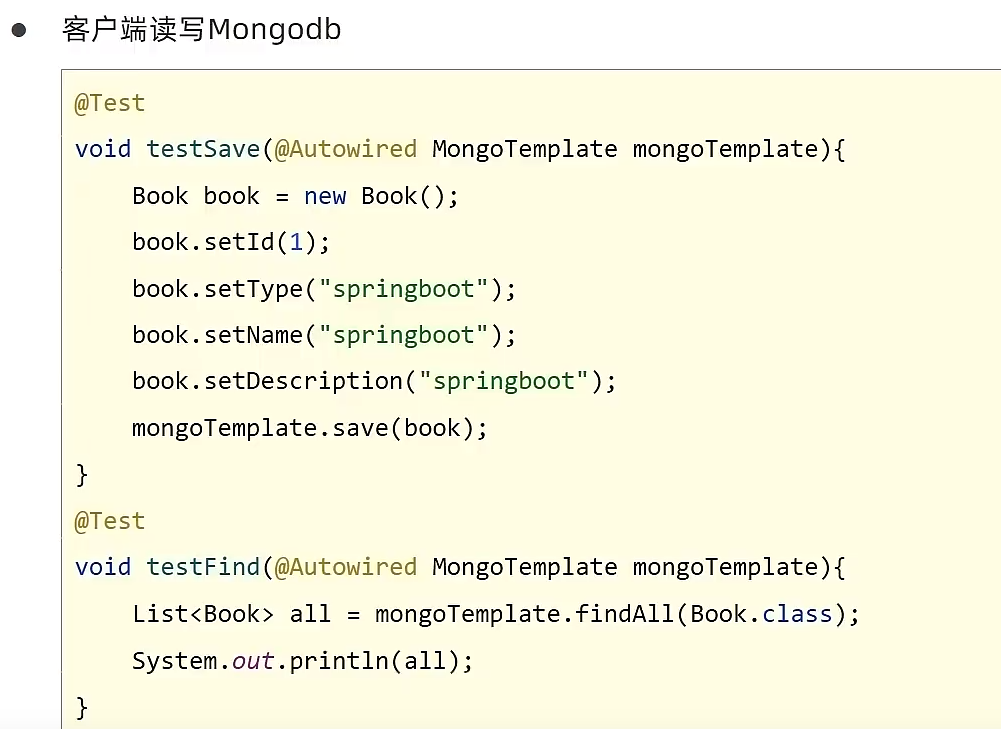 ● 客户端读写Mongodb
@Test
void testSave(@Autowired MongoTemplate mongoTemplate){
    Book book = new Book();
    book.setId(1);
    book.setType("springboot");
    book.setName("springboot");
    book.setDescription("springboot");
    mongoTemplate.save(book);
}
@Test
void testFind(@Autowired MongoTemplate mongoTemplate){
    List<Book> all = mongoTemplate.findAll(Book.class);
    System.out.println(all);
}